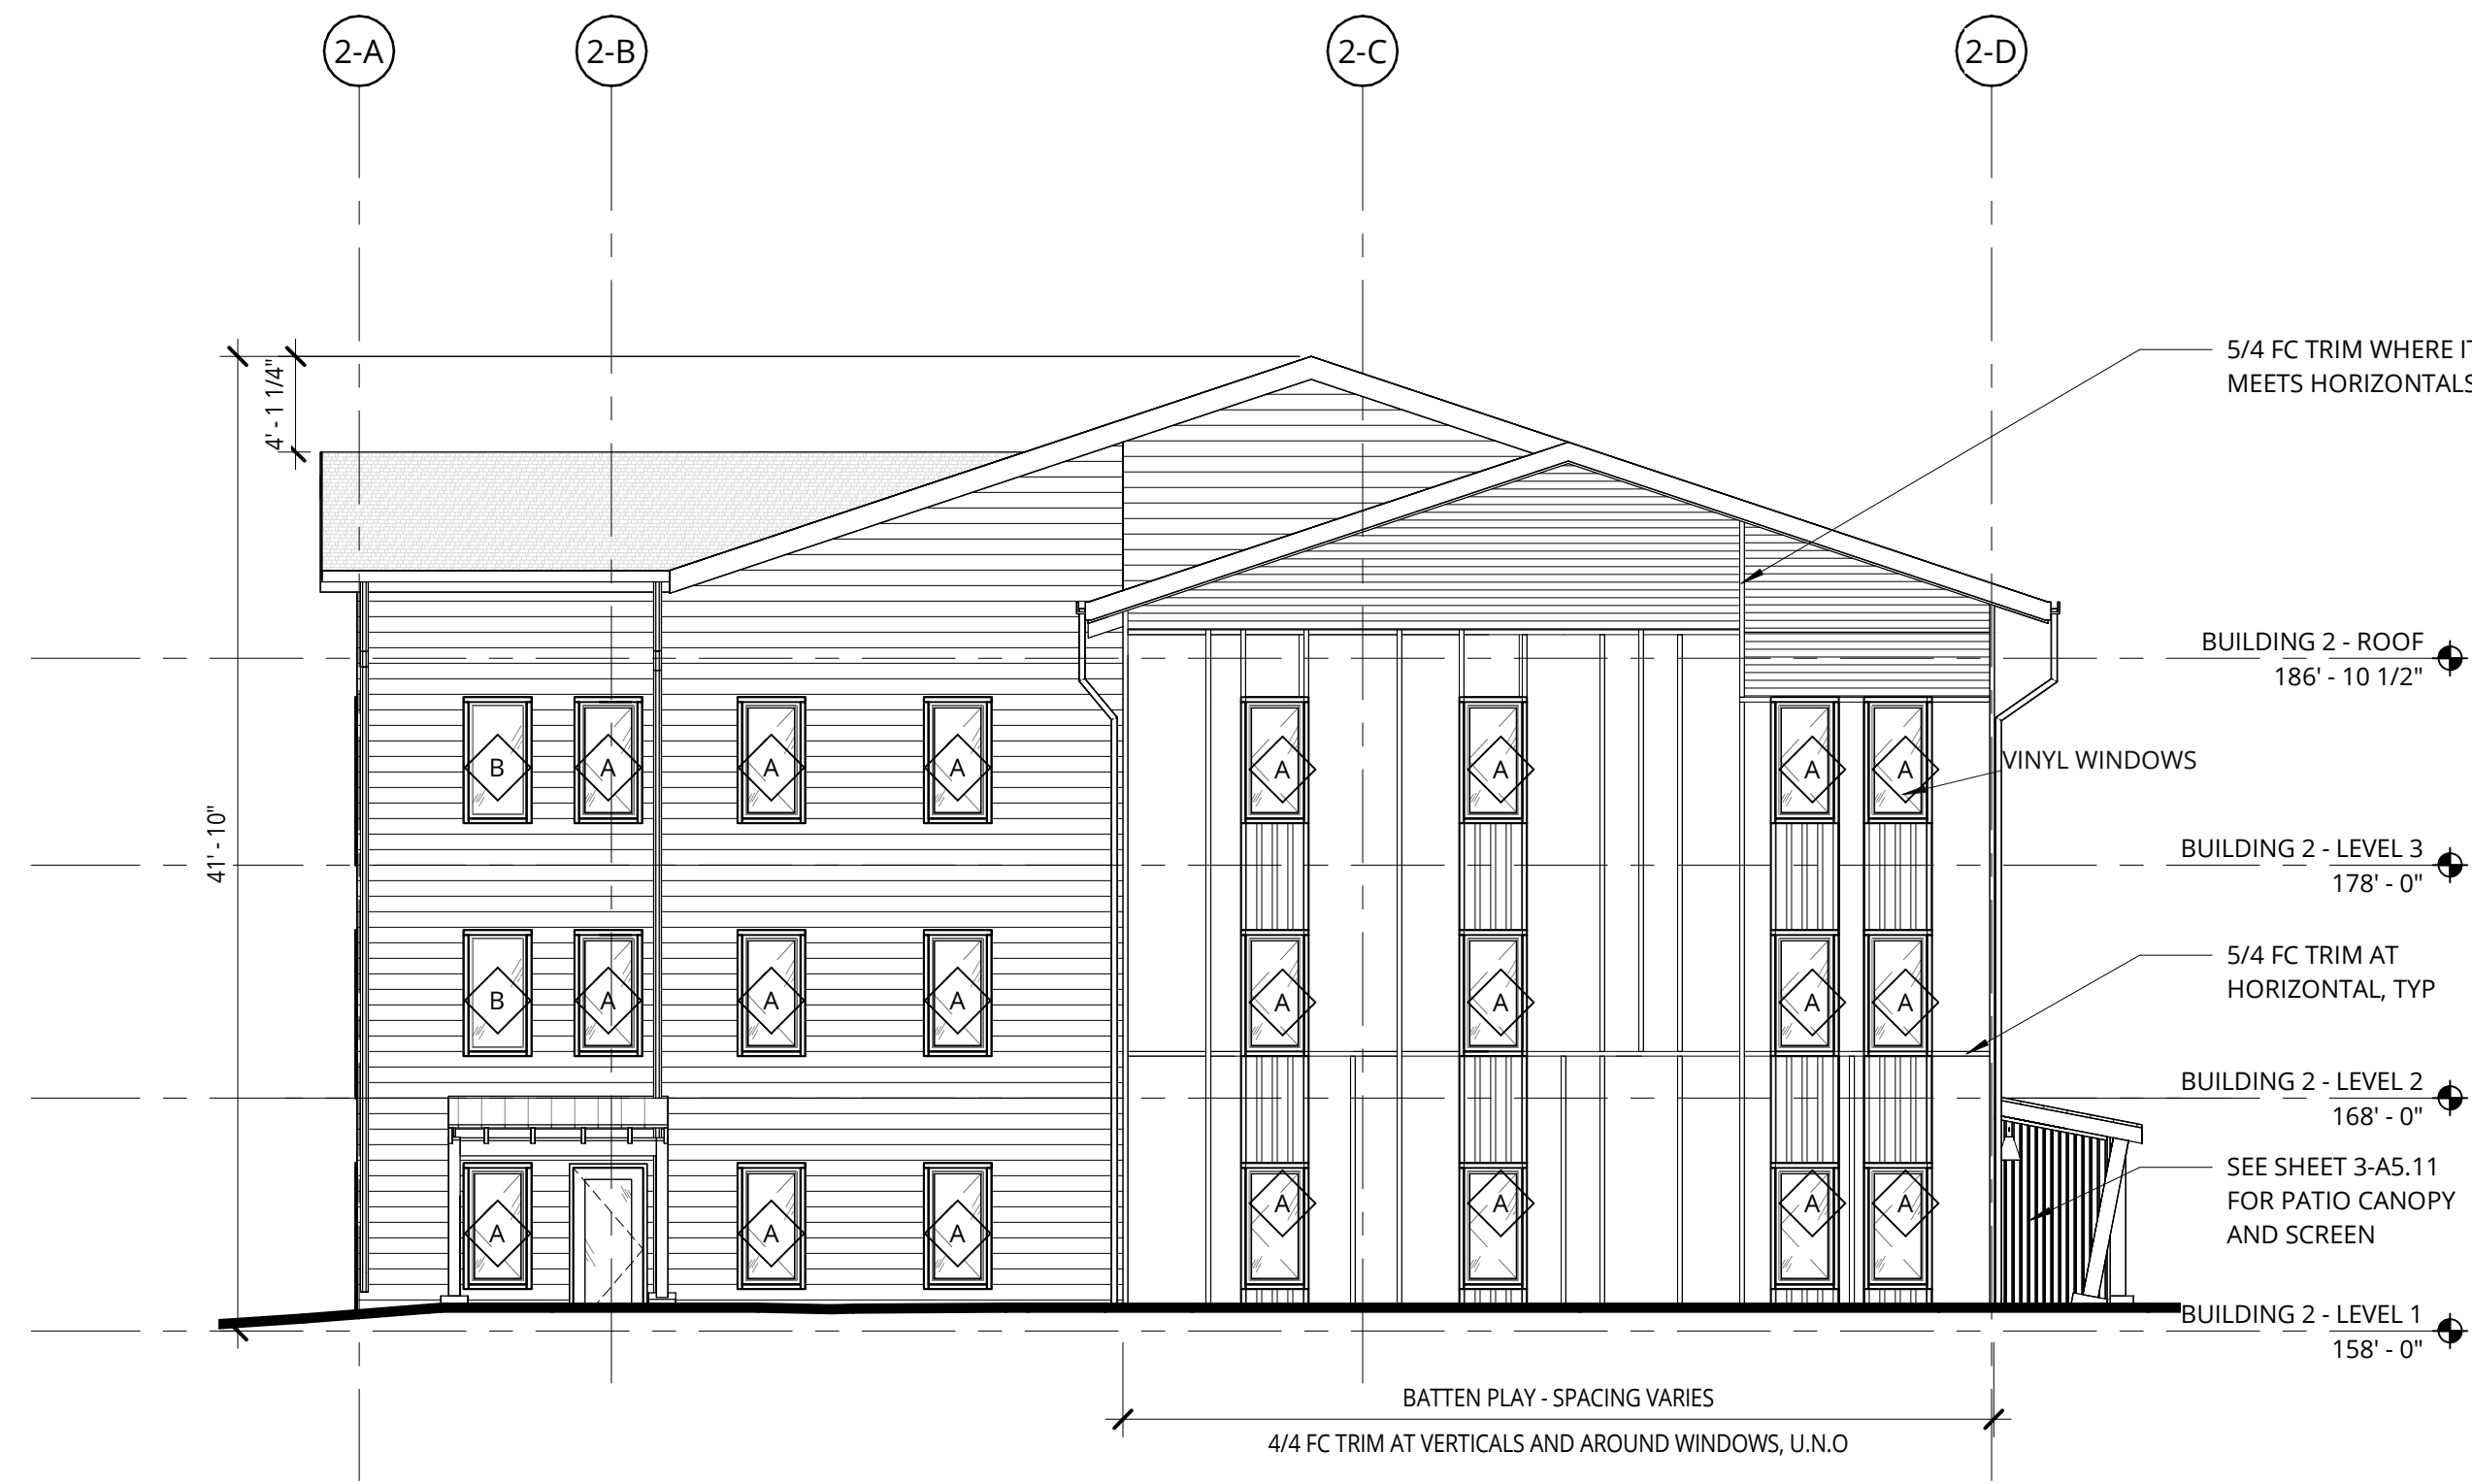 2-A
2-B
2-C
2-D
4' - 1 1/4"
41' - 10"
5/4 FC TRIM WHERE IT
MEETS HORIZONTALS
BUILDING 2 - ROOF
186' - 10 1/2"
B
A
A
A
A
A
A
A
VINYL WINDOWS
BUILDING 2 - LEVEL 3
178' - 0"
5/4 FC TRIM AT
HORIZONTAL, TYP
B
A
A
A
A
A
A
A
BUILDING 2 - LEVEL 2
168' - 0"
SEE SHEET 3-A5.11
FOR PATIO CANOPY
AND SCREEN
A
A
A
A
A
A
A
BUILDING 2 - LEVEL 1
158' - 0"
BATTEN PLAY - SPACING VARIES
4/4 FC TRIM AT VERTICALS AND AROUND WINDOWS, U.N.O